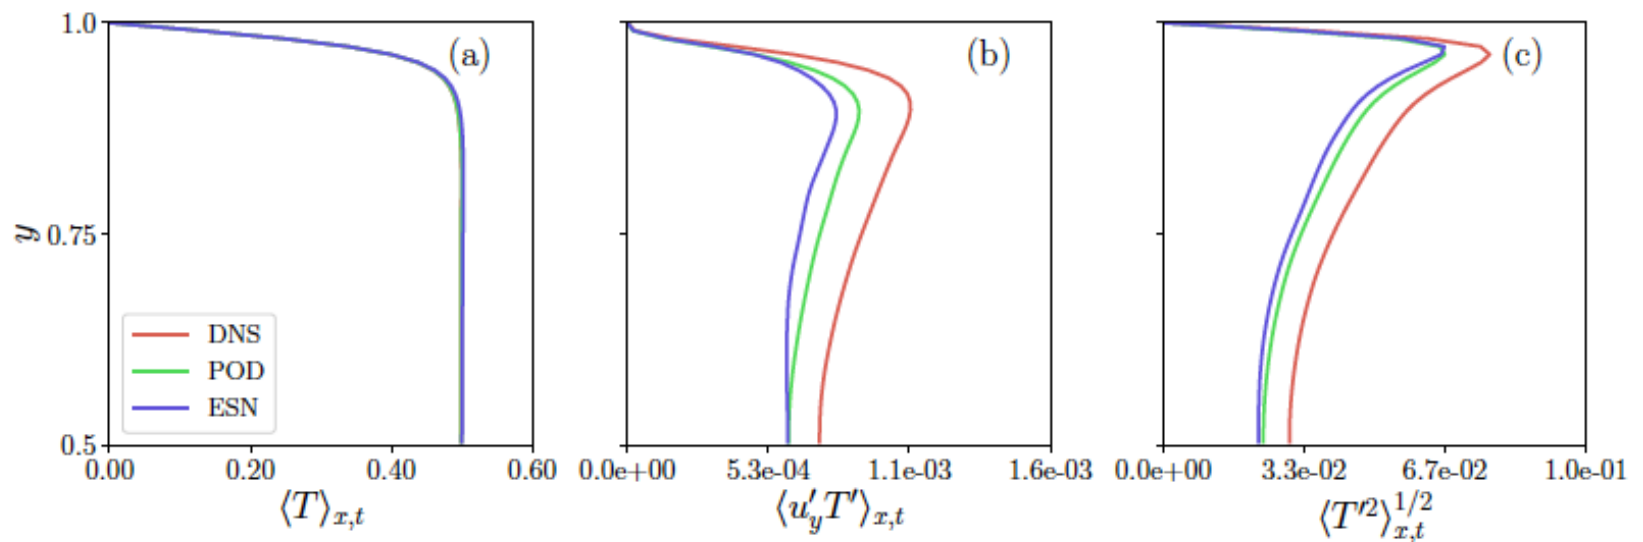 1.0
(a)
(b)
(c)
y
0.75
DNS
POD
ESN
0.5
0.00 0.20 0.40 0.60
0.0e+00 5.3e-04 1.1e-03 1.6e-03
0.0e+00 3.3e-02 6.7e-02 1.0e-01
⟨T⟩x,t
⟨u′yT′⟩x,t
⟨T′2⟩1/2x,t